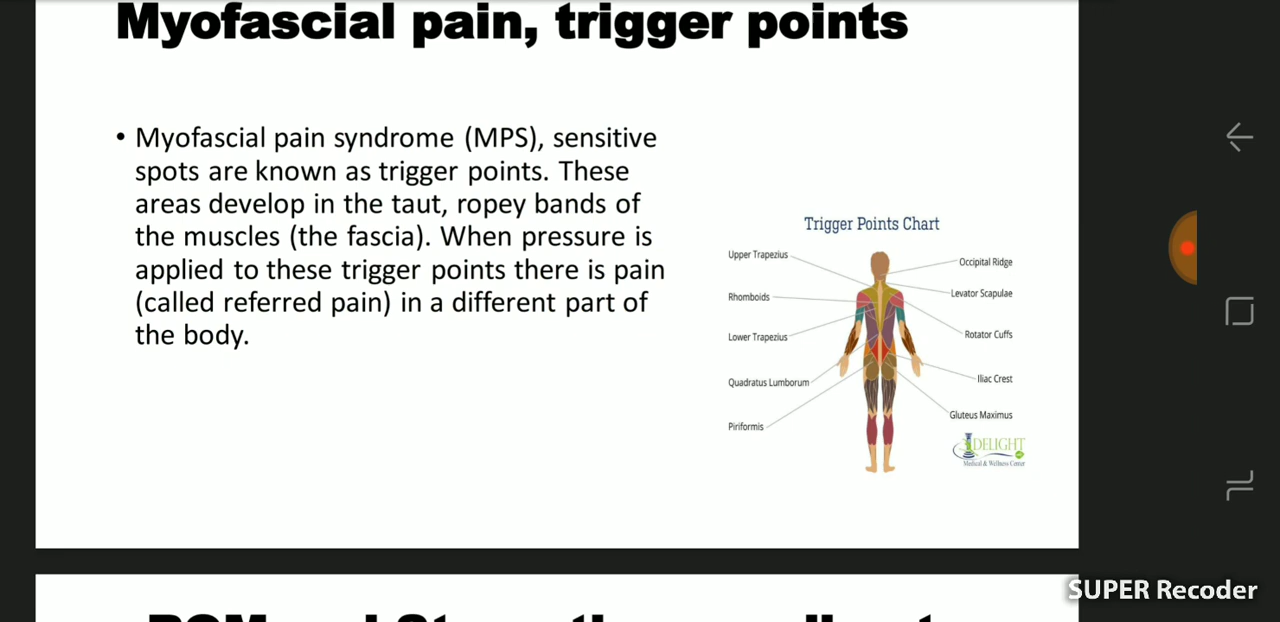 Myofascial pain, trigger points
• Myofascial pain syndrome (MPS), sensitive
spots are known as trigger points. These
areas develop in the taut, ropey bands of
the muscles (the fascia). When pressure is
applied to these trigger points there is pain
(called referred pain) in a different part of
the body.
Trigger Points Chart
Upper Trapezius
Occipital Ridge
Rhomboids
Levator Scapulae
Lower Trapezius
Rotator Cuffs
Quadratus Lumborum
Iliac Crest
Piriformis
Gluteus Maximus
DELIGHT
Medical & Wellness Center
SUPER Recoder